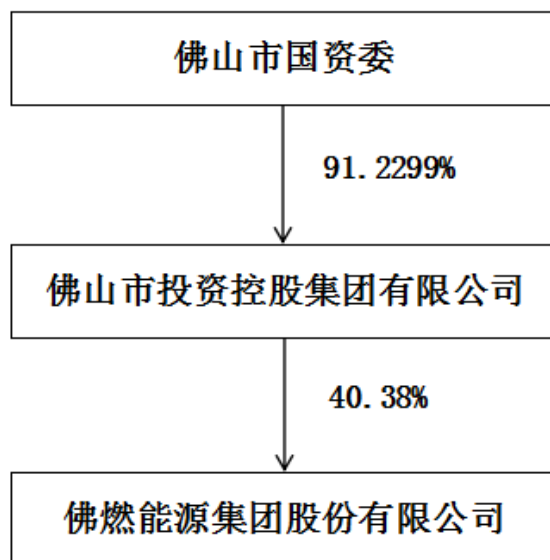 佛山市国资委
91.2299%
佛山市投资控股集团有限公司
40.38%
佛燃能源集团股份有限公司